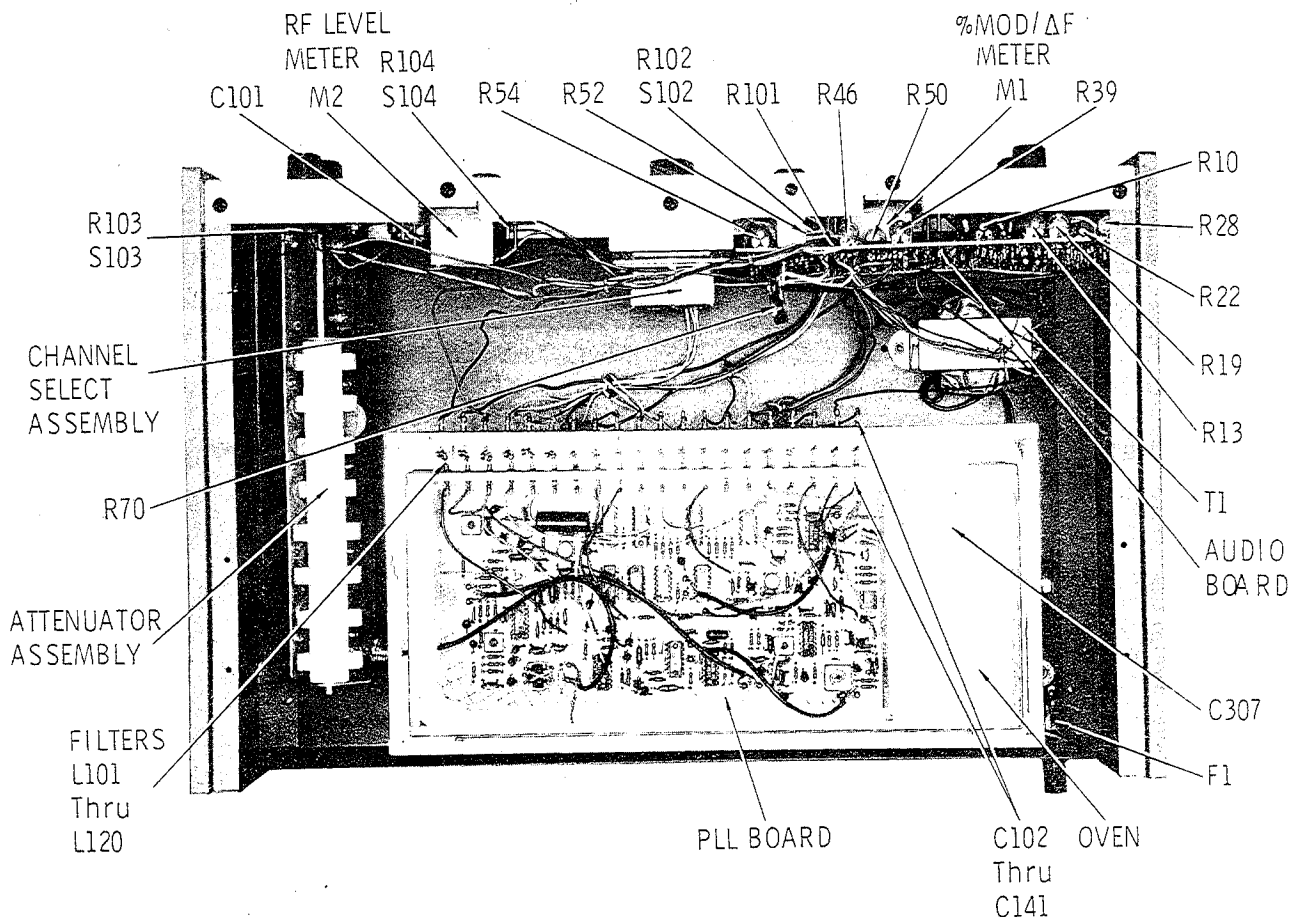 RF LEVEL
METER
M2
C101
R104
S104
R54
R52
R102
S102
R101
R46
R50
%MOD/ΔF
METER
M1
R39
R10
R28
R22
R19
R13
T1
AUDIO
BOARD
C307
F1
R103
S103
CHANNEL
SELECT
ASSEMBLY
R70
ATTENUATOR
ASSEMBLY
FILTERS
L101
Thru
L120
PLL BOARD
C102
Thru
C141
OVEN